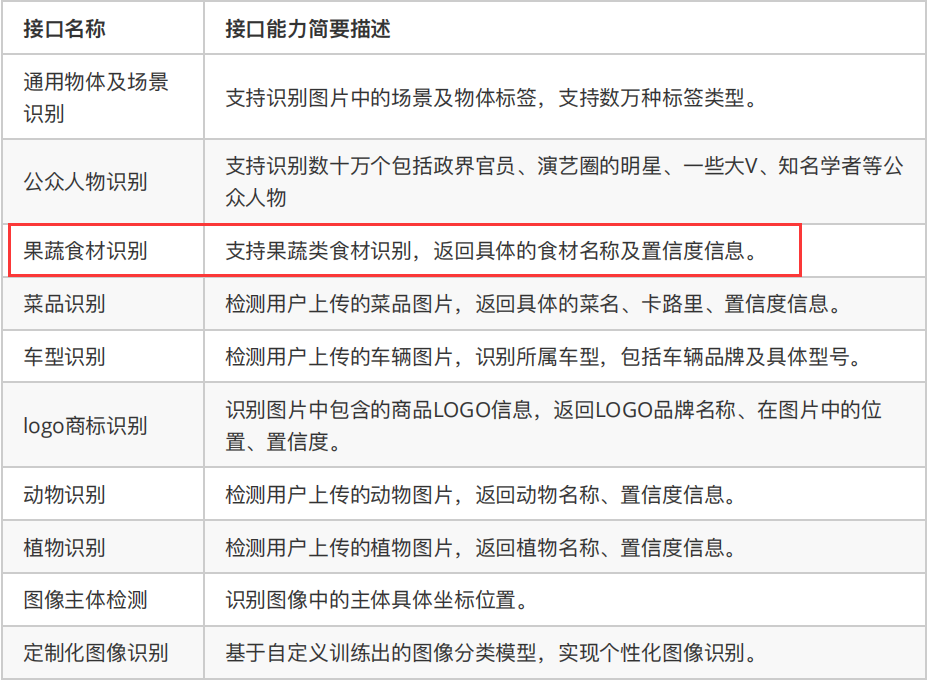 接口名称
接口能力简要描述
通用物体及场景
识别
支持识别图片中的场景及物体标签，支持数万种标签类型。
公众人物识别
支持识别数十万个包括政界官员、演艺圈的明星、一些大V、知名学者等公
众人物
果蔬食材识别
支持果蔬类食材识别，返回具体的食材名称及置信度信息。
菜品识别
检测用户上传的菜品图片，返回具体的菜名、卡路里、置信度信息。
车型识别
检测用户上传的车辆图片，识别所属车型，包括车辆品牌及具体型号。
logo商标识别
识别图片中包含的商品LOGO信息，返回LOGO品牌名称、在图片中的位
置、置信度。
动物识别
检测用户上传的动物图片，返回动物名称、置信度信息。
植物识别
检测用户上传的植物图片，返回植物名称、置信度信息。
图像主体检测
识别图像中的主体具体坐标位置。
定制化图像识别
基于自定义训练出的图像分类模型，实现个性化图像识别。